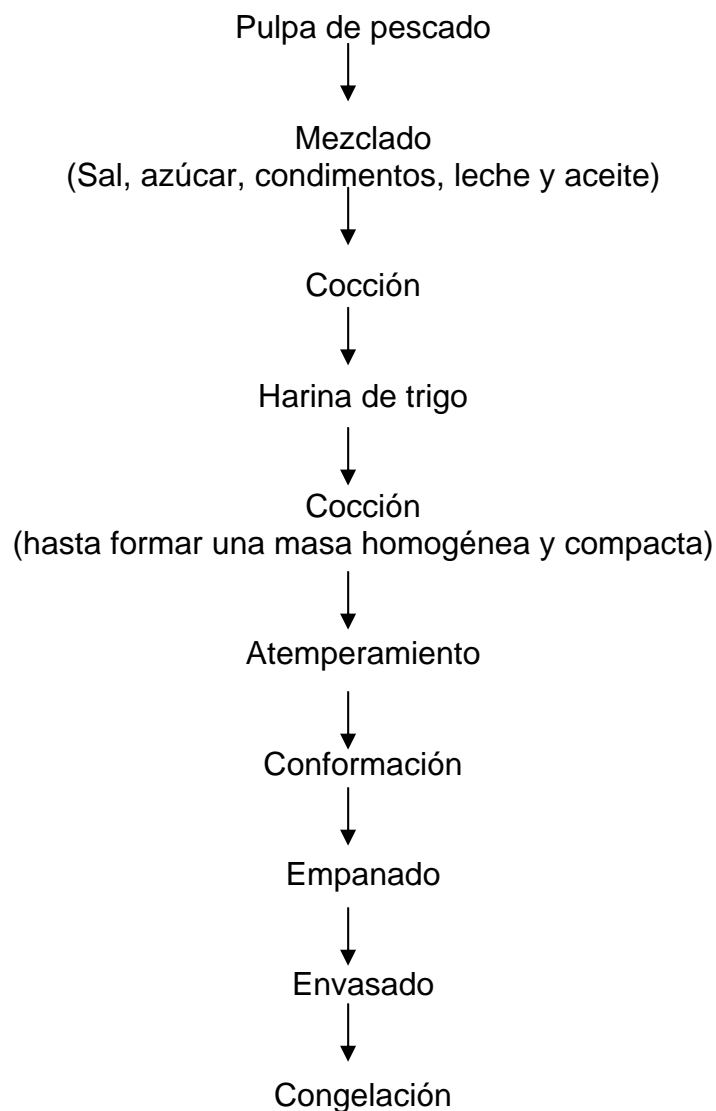 Pulpa de pescado
Mezclado
(Sal, azúcar, condimentos, leche y aceite)
Cocción
Harina de trigo
Cocción
(hasta formar una masa homogénea y compacta)
Atemperamiento
Conformación
Empanado
Envasado
Congelación